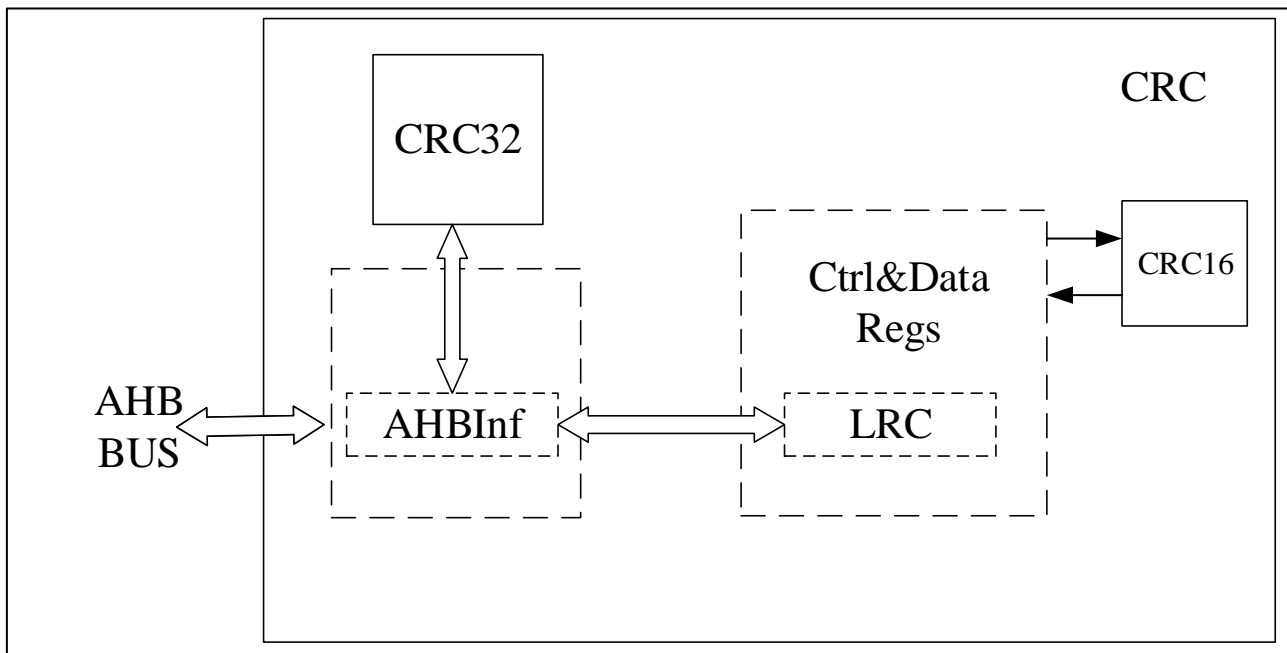 CRC
CRC32
Ctrl&Data
Regs
CRC16
AHB
BUS
AHBInf
LRC